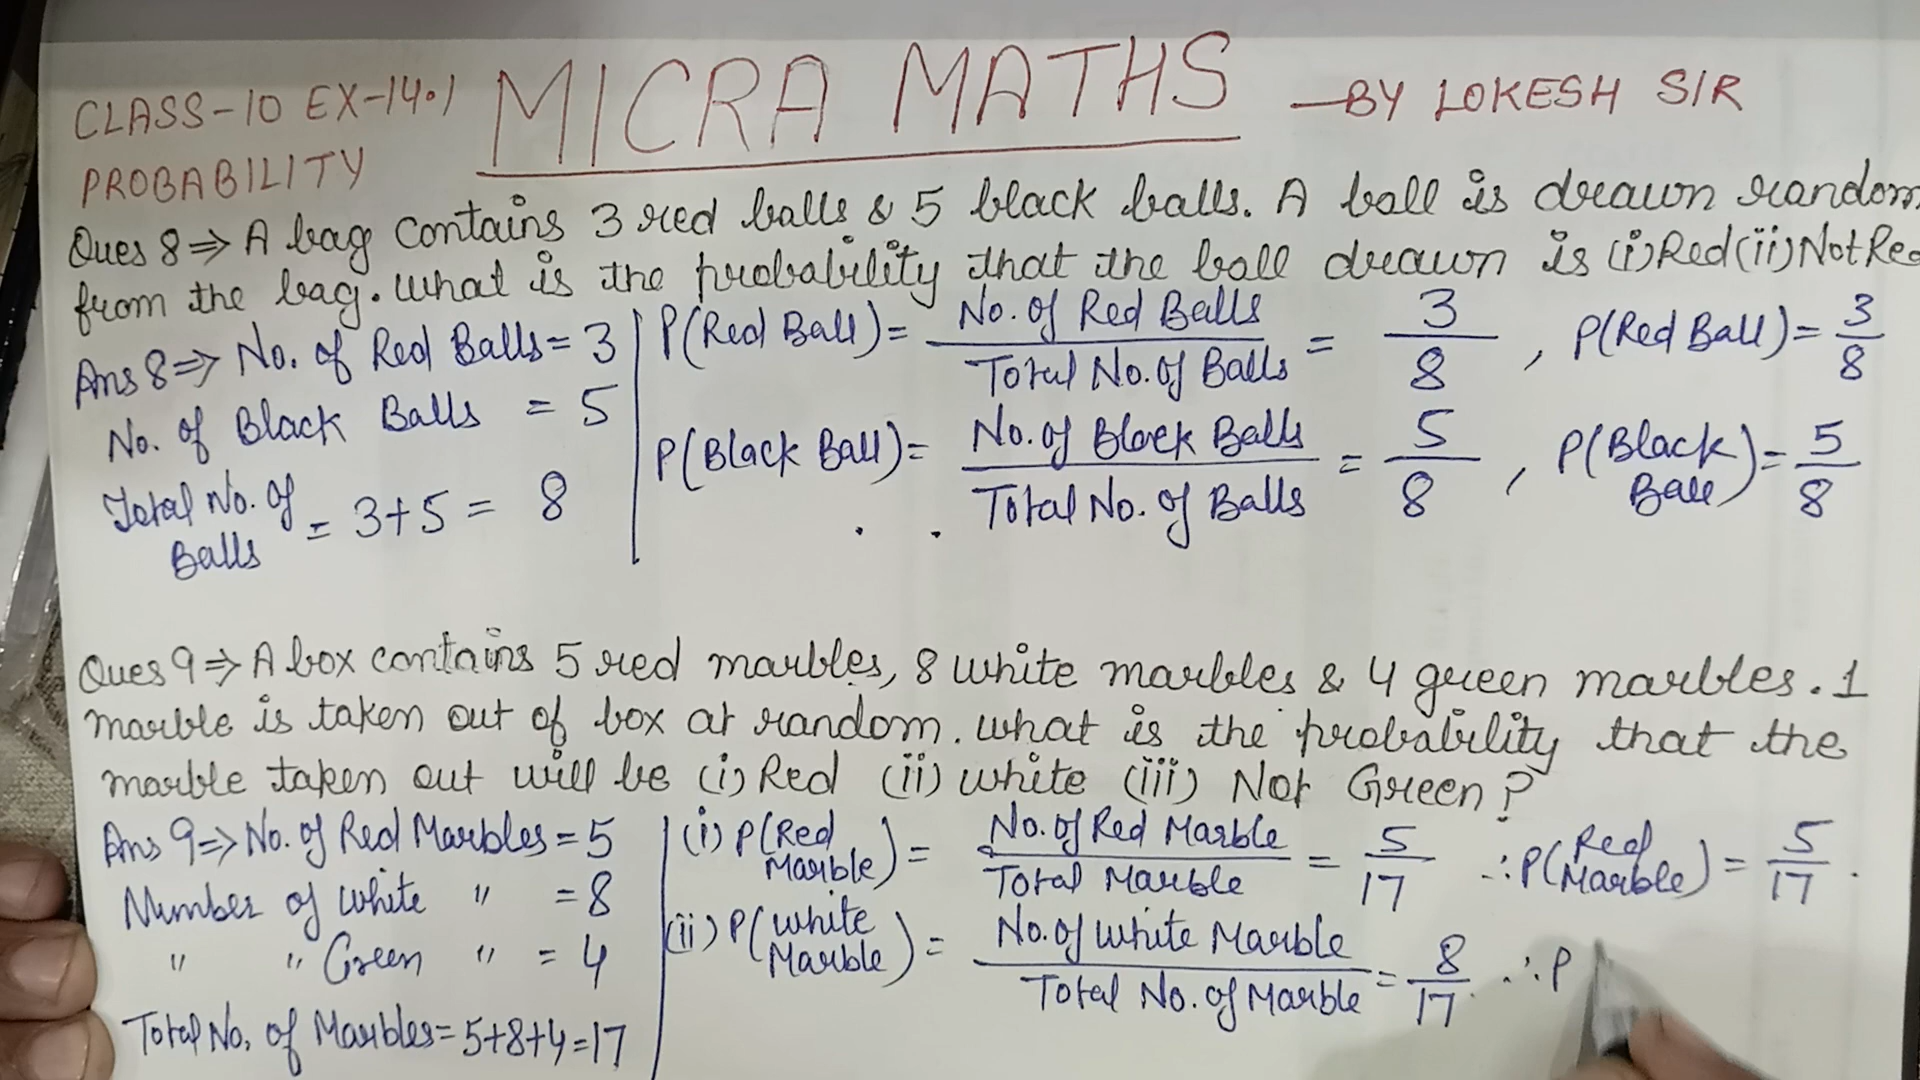 CLASS-10 EX-14.1 MICRA MATHS -BY LOKESH SIR
PROBABILITY
Ques 8⇒ A bag contains 3 red balls & 5 black balls. A ball is drawn random
from the bag. What is the probability that the ball drawn is (i) Red (ii) Not Red
Ans 8⇒ No. of Red Balls = 3
No. of Black Balls = 5
Total No. of Balls = 3+5 = 8
P(Red Ball) = No. of Red Balls / Total No. of Balls = 3/8 , P(Red Ball) = 3/8
P(Black Ball) = No. of Block Balls / Total No. of Balls = 5/8 , P(Black Ball) = 5/8
Ques 9⇒ A box contains 5 red marbles, 8 white marbles & 4 green marbles. 1
marble is taken out of box at random. what is the probability that the
marble taken out will be (i) Red (ii) white (iii) Not Green?
Ans 9⇒ No. of Red Marbles = 5
Number of white " = 8
" " Green " = 4
Total No. of Marbles = 5+8+4 = 17
(i) P(Red Marble) = No. of Red Marble / Total Marble = 5/17 ∴ P(Red Marble) = 5/17.
(ii) P(white Marble) = No. of white Marble / Total No. of Marble = 8/17. ∴ P